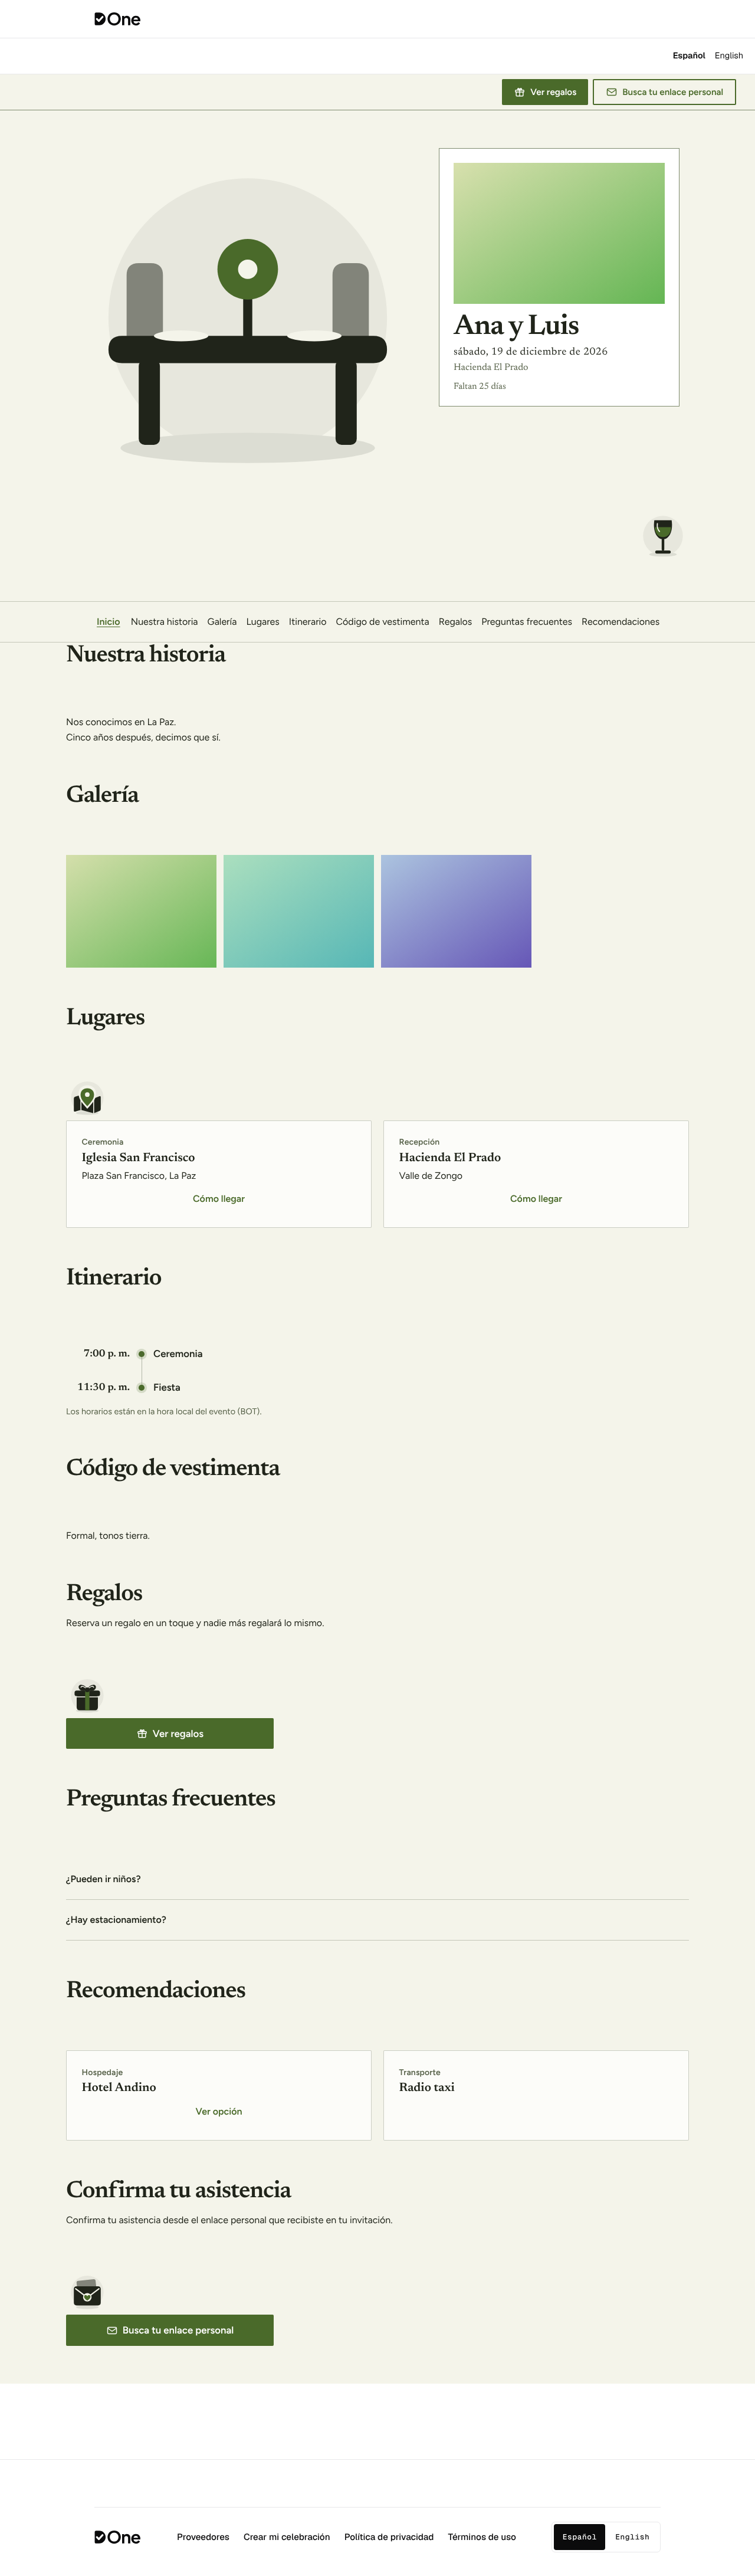 One
Español English
Ver regalos Busca tu enlace personal
Ana y Luis
sábado, 19 de diciembre de 2026
Hacienda El Prado
Faltan 25 días
Inicio Nuestra historia Galería Lugares Itinerario Código de vestimenta Regalos Preguntas frecuentes Recomendaciones
Nuestra historia
Nos conocimos en La Paz.
Cinco años después, decimos que sí.
Galería
Lugares
Ceremonia
Iglesia San Francisco
Plaza San Francisco, La Paz
Cómo llegar
Recepción
Hacienda El Prado
Valle de Zongo
Cómo llegar
Itinerario
7:00 p. m. Ceremonia
11:30 p. m. Fiesta
Los horarios están en la hora local del evento (BOT).
Código de vestimenta
Formal, tonos tierra.
Regalos
Reserva un regalo en un toque y nadie más regalará lo mismo.
Ver regalos
Preguntas frecuentes
¿Pueden ir niños?
¿Hay estacionamiento?
Recomendaciones
Hospedaje
Hotel Andino
Ver opción
Transporte
Radio taxi
Confirma tu asistencia
Confirma tu asistencia desde el enlace personal que recibiste en tu invitación.
Busca tu enlace personal
One
Proveedores Crear mi celebración Política de privacidad Términos de uso
Español English